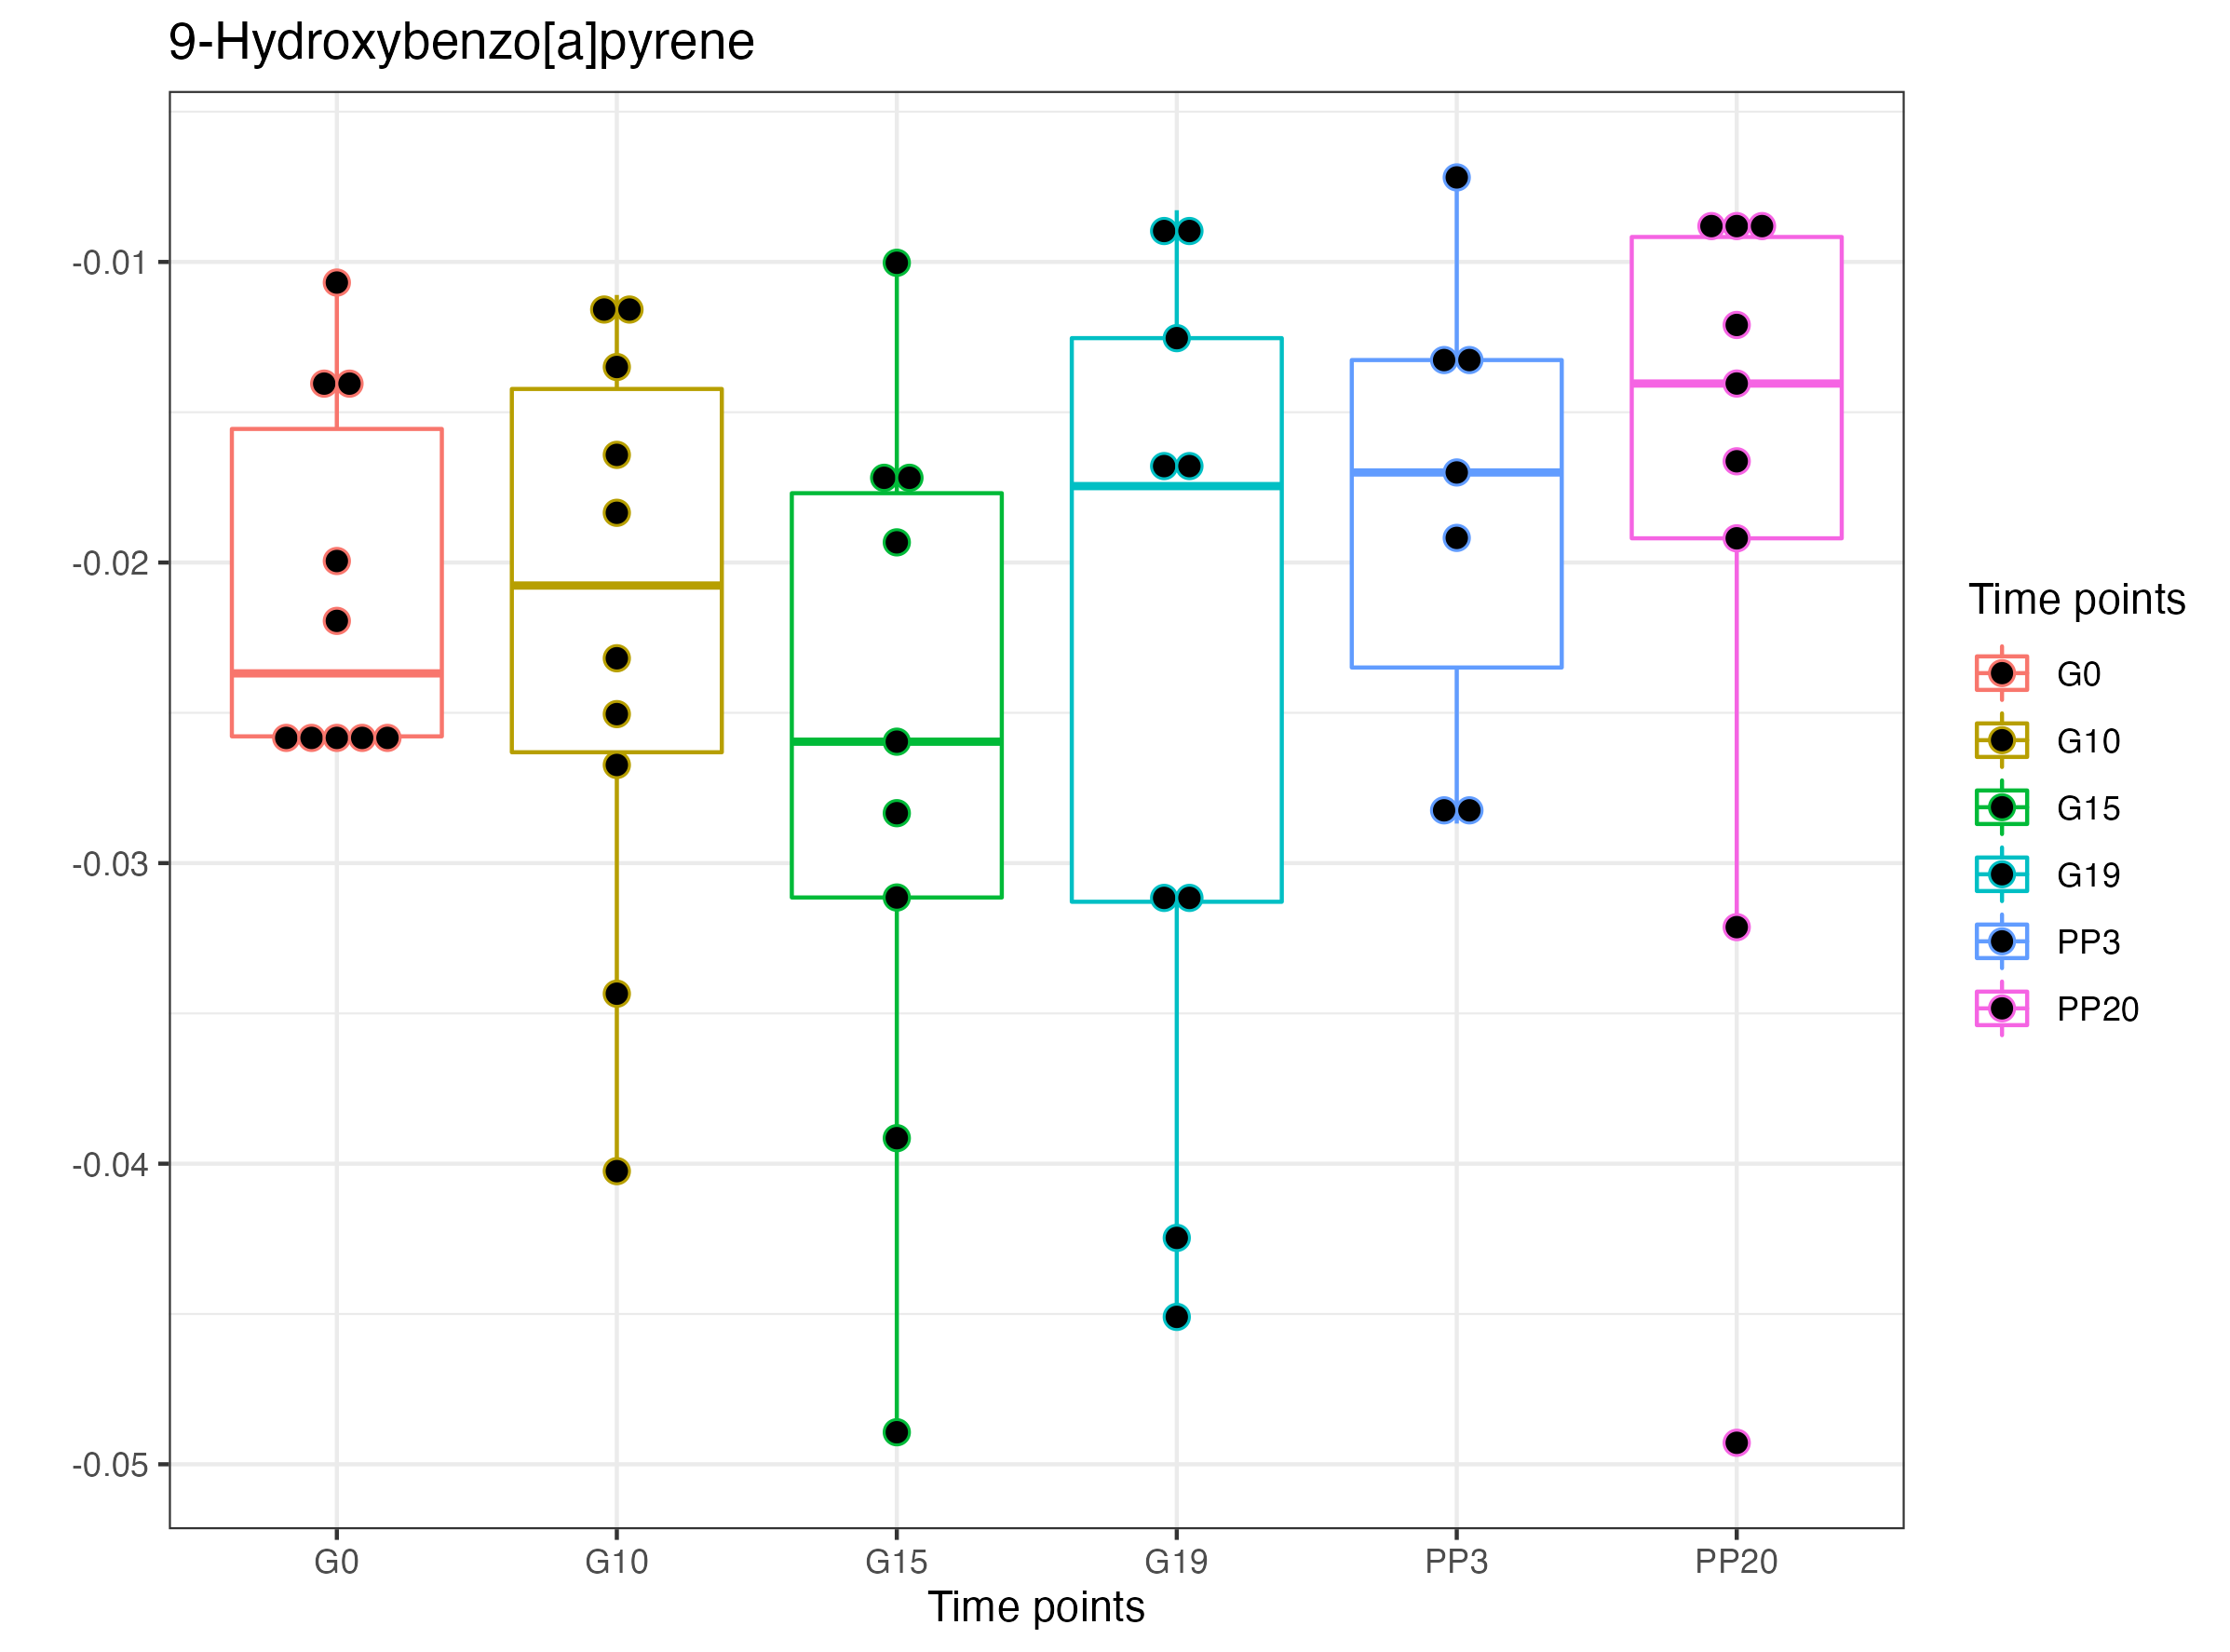 9-Hydroxybenzo[a]pyrene
-0.01
-0.02
-0.03
-0.04
-0.05
G0 G10 G15 G19 PP3 PP20
Time points
Time points
G0
G10
G15
G19
PP3
PP20